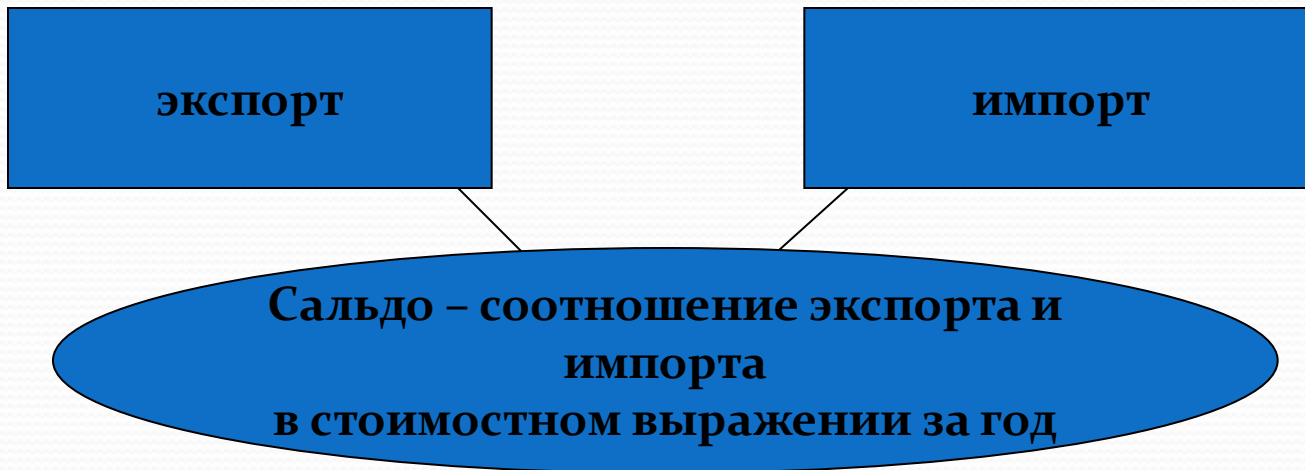 экспорт
импорт
Сальдо – соотношение экспорта и
импорта
в стоимостном выражении за год